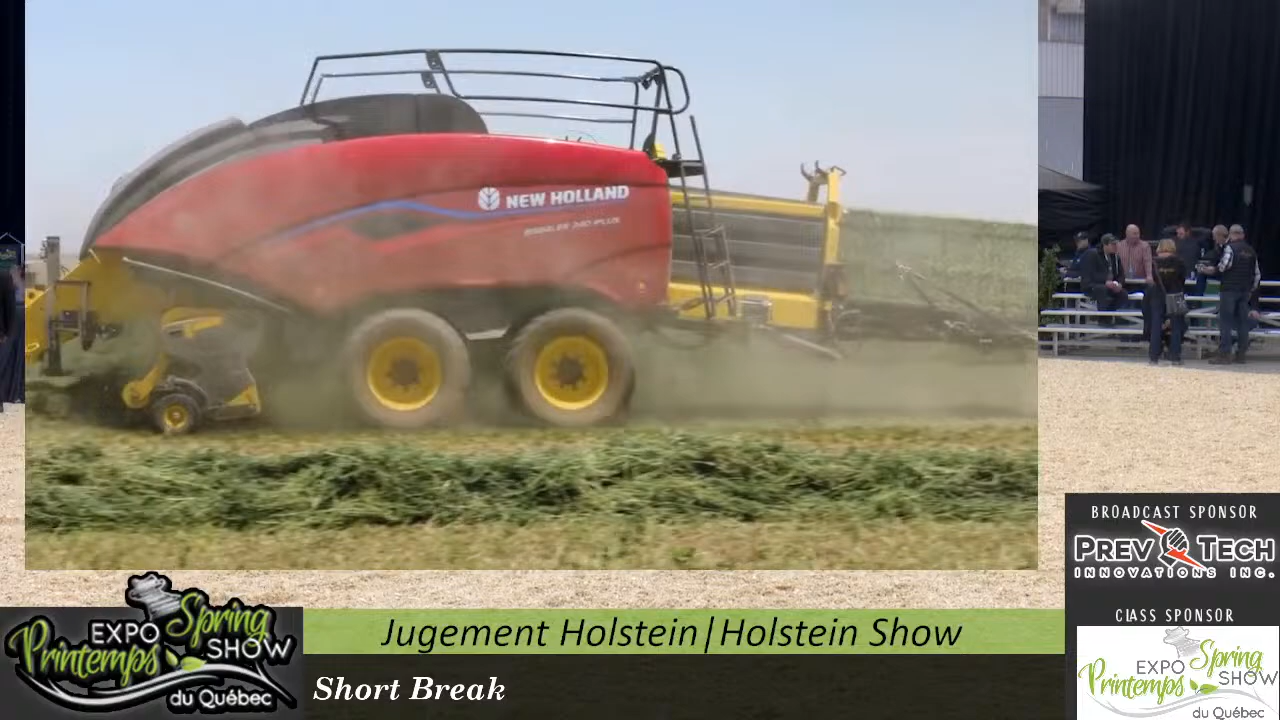 NEW HOLLAND
BROADCAST SPONSOR
PREV TECH
INNOVATIONS INC.
CLASS SPONSOR
EXPO Spring
Printemps SHOW
du Québec
Jugement Holstein|Holstein Show
Short Break
EXPO Spring
Printemps SHOW
du Québec